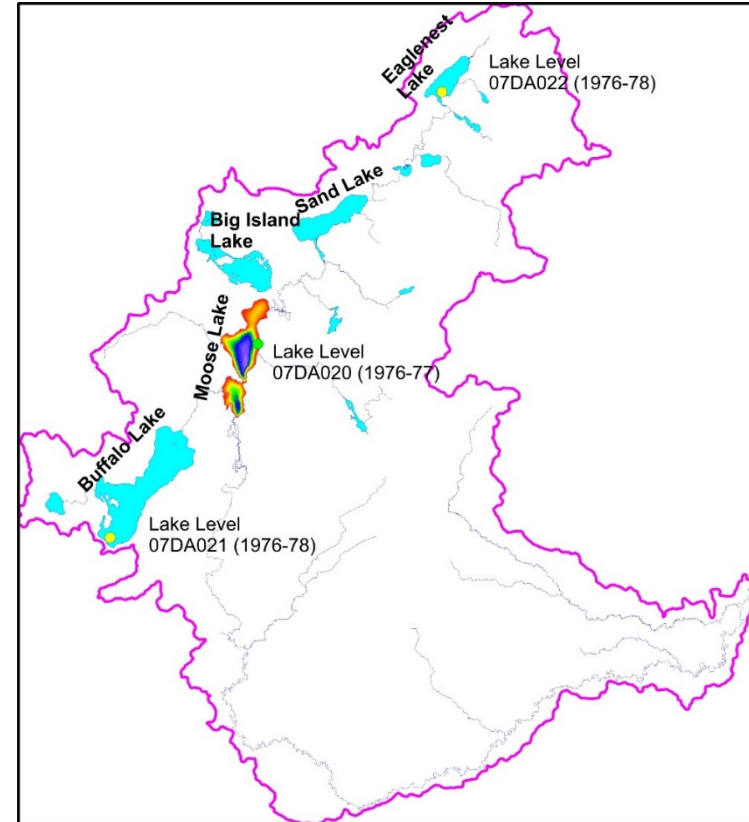 Eaglenest
Lake
Lake Level
07DA022 (1976-78)
Sand Lake
Big Island
Lake
Moose Lake
Lake Level
07DA020 (1976-77)
Buffalo Lake
Lake Level
07DA021 (1976-78)